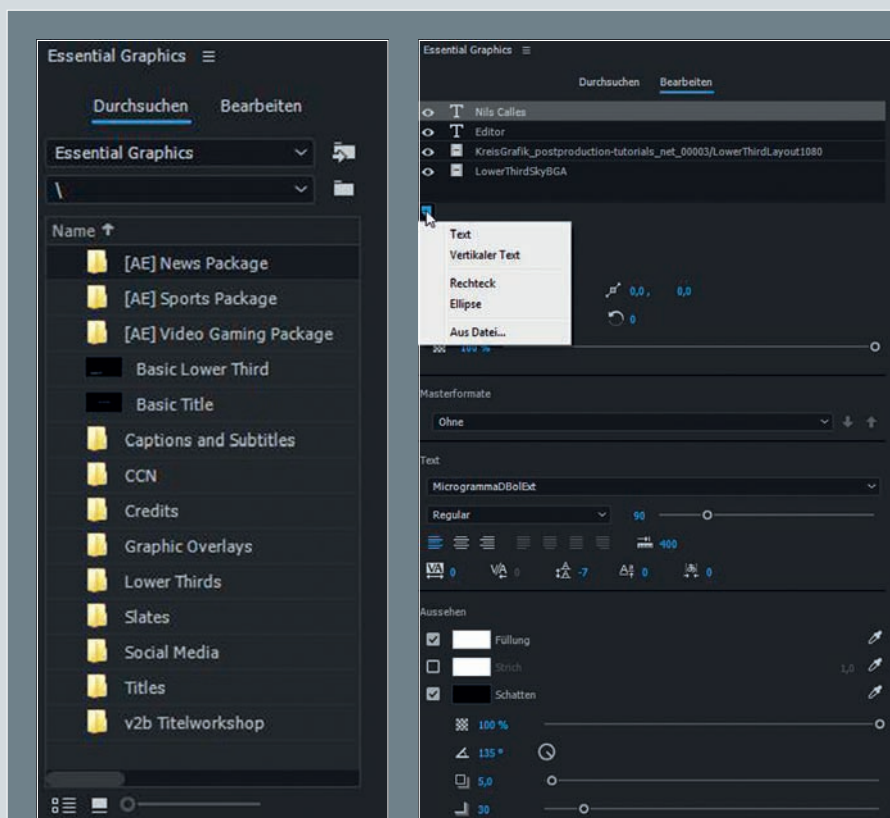 Essential Graphics
Durchsuchen Bearbeiten
Essential Graphics
\
Name
[AE] News Package
[AE] Sports Package
[AE] Video Gaming Package
Basic Lower Third
Basic Title
Captions and Subtitles
CCN
Credits
Graphic Overlays
Lower Thirds
Slates
Social Media
Titles
v2b Titelworkshop
Essential Graphics
Durchsuchen Bearbeiten
Nils Calles
Editor
KreisGrafik_postproduction-tutorials_net_00003/LowerThirdLayout1080
LowerThirdSkyBGA
Text
Vertikaler Text
Rechteck
Ellipse
Aus Datei...
0,0, 0,0
0
100 %
Masterformate
Ohne
Text
MicrogrammaDBolExt
Regular 90
400
0 0 -7 0 0
Aussehen
Füllung
Strich 1,0
Schatten
100 %
135 °
5,0
30